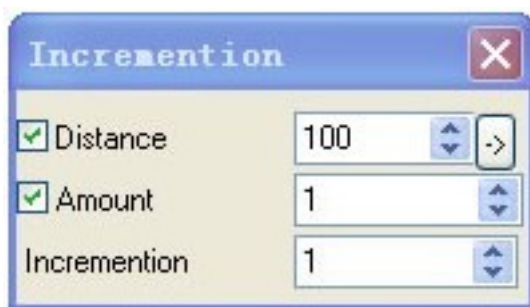 Incremention
Distance 100 ->
Amount 1
Incremention 1